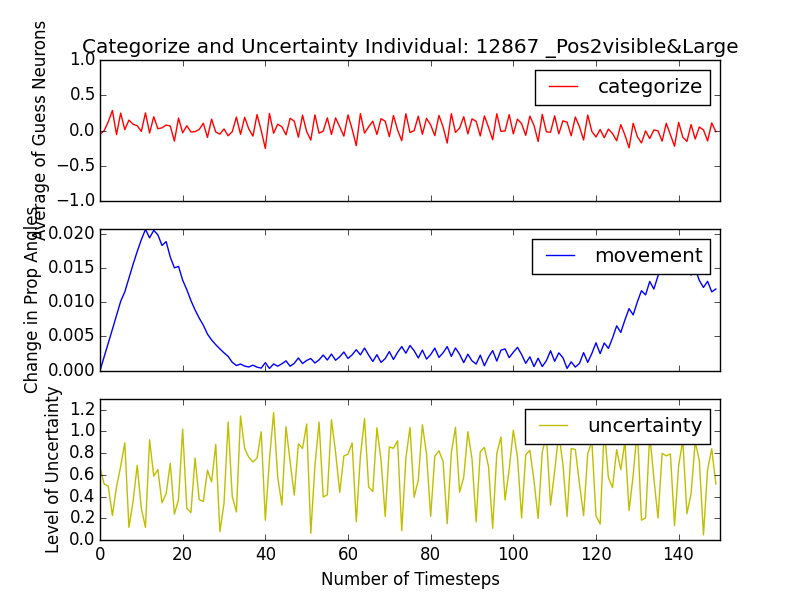 Categorize and Uncertainty Individual: 12867 _Pos2visible&Large
Average of Guess Neurons
1.0
0.5
0.0
−0.5
−1.0
categorize
Change in Prop Angles
0.020
0.015
0.010
0.005
0.000
movement
Level of Uncertainty
1.2
1.0
0.8
0.6
0.4
0.2
0.0
uncertainty
0 20 40 60 80 100 120 140
Number of Timesteps